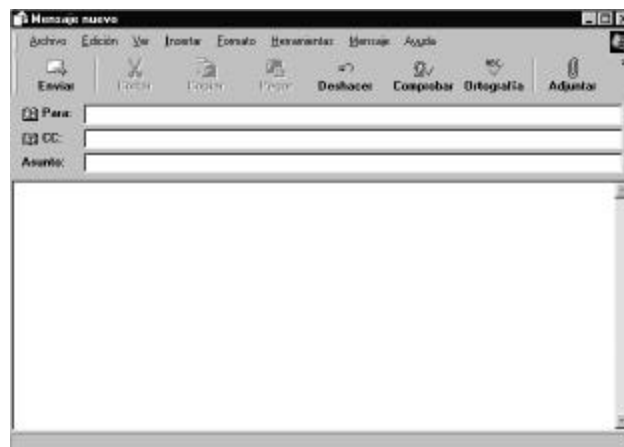 Mensaje nuevo
Archivo Edición Ver Insertar Formato Herramientas Mensaje Ayuda
Enviar Cortar Copiar Pegar Deshacer Comprobar Ortografía Adjuntar
Para:
CC:
Asunto: